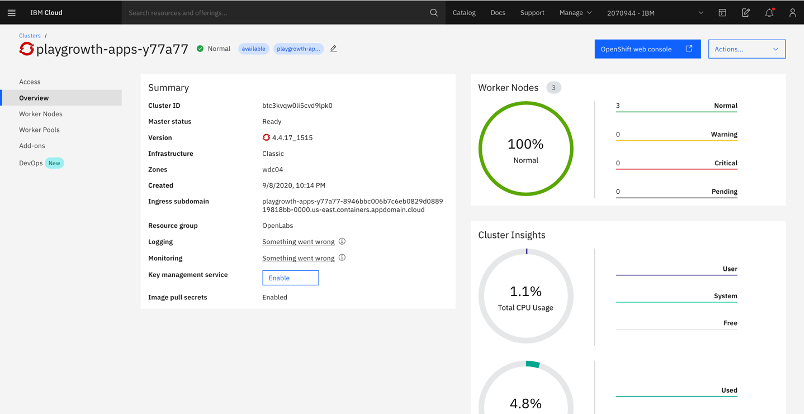 IBM Cloud
Search resources and offerings...
Catalog
Docs
Support
Manage
2070944 - IBM
Clusters /
playgrowth-apps-y77a77
Normal
available
playgrowth-ap...
OpenShift web console
Actions...
Access
Overview
Worker Nodes
Worker Pools
Add-ons
DevOps New
Summary
Cluster ID btc3kvqw0li5cvd9lpk0
Master status Ready
Version 4.4.17_1515
Infrastructure Classic
Zones wdc04
Created 9/8/2020, 10:14 PM
Ingress subdomain playgrowth-apps-y77a77-8946bbc006b7c6eb0829d0889
19818bb-0000.us-east.containers.appdomain.cloud
Resource group OpenLabs
Logging Something went wrong
Monitoring Something went wrong
Key management service Enable
Image pull secrets Enabled
Worker Nodes 3
100%
Normal
3 Normal
0 Warning
0 Critical
0 Pending
Cluster Insights
1.1%
Total CPU Usage
User
System
Free
4.8%
Used